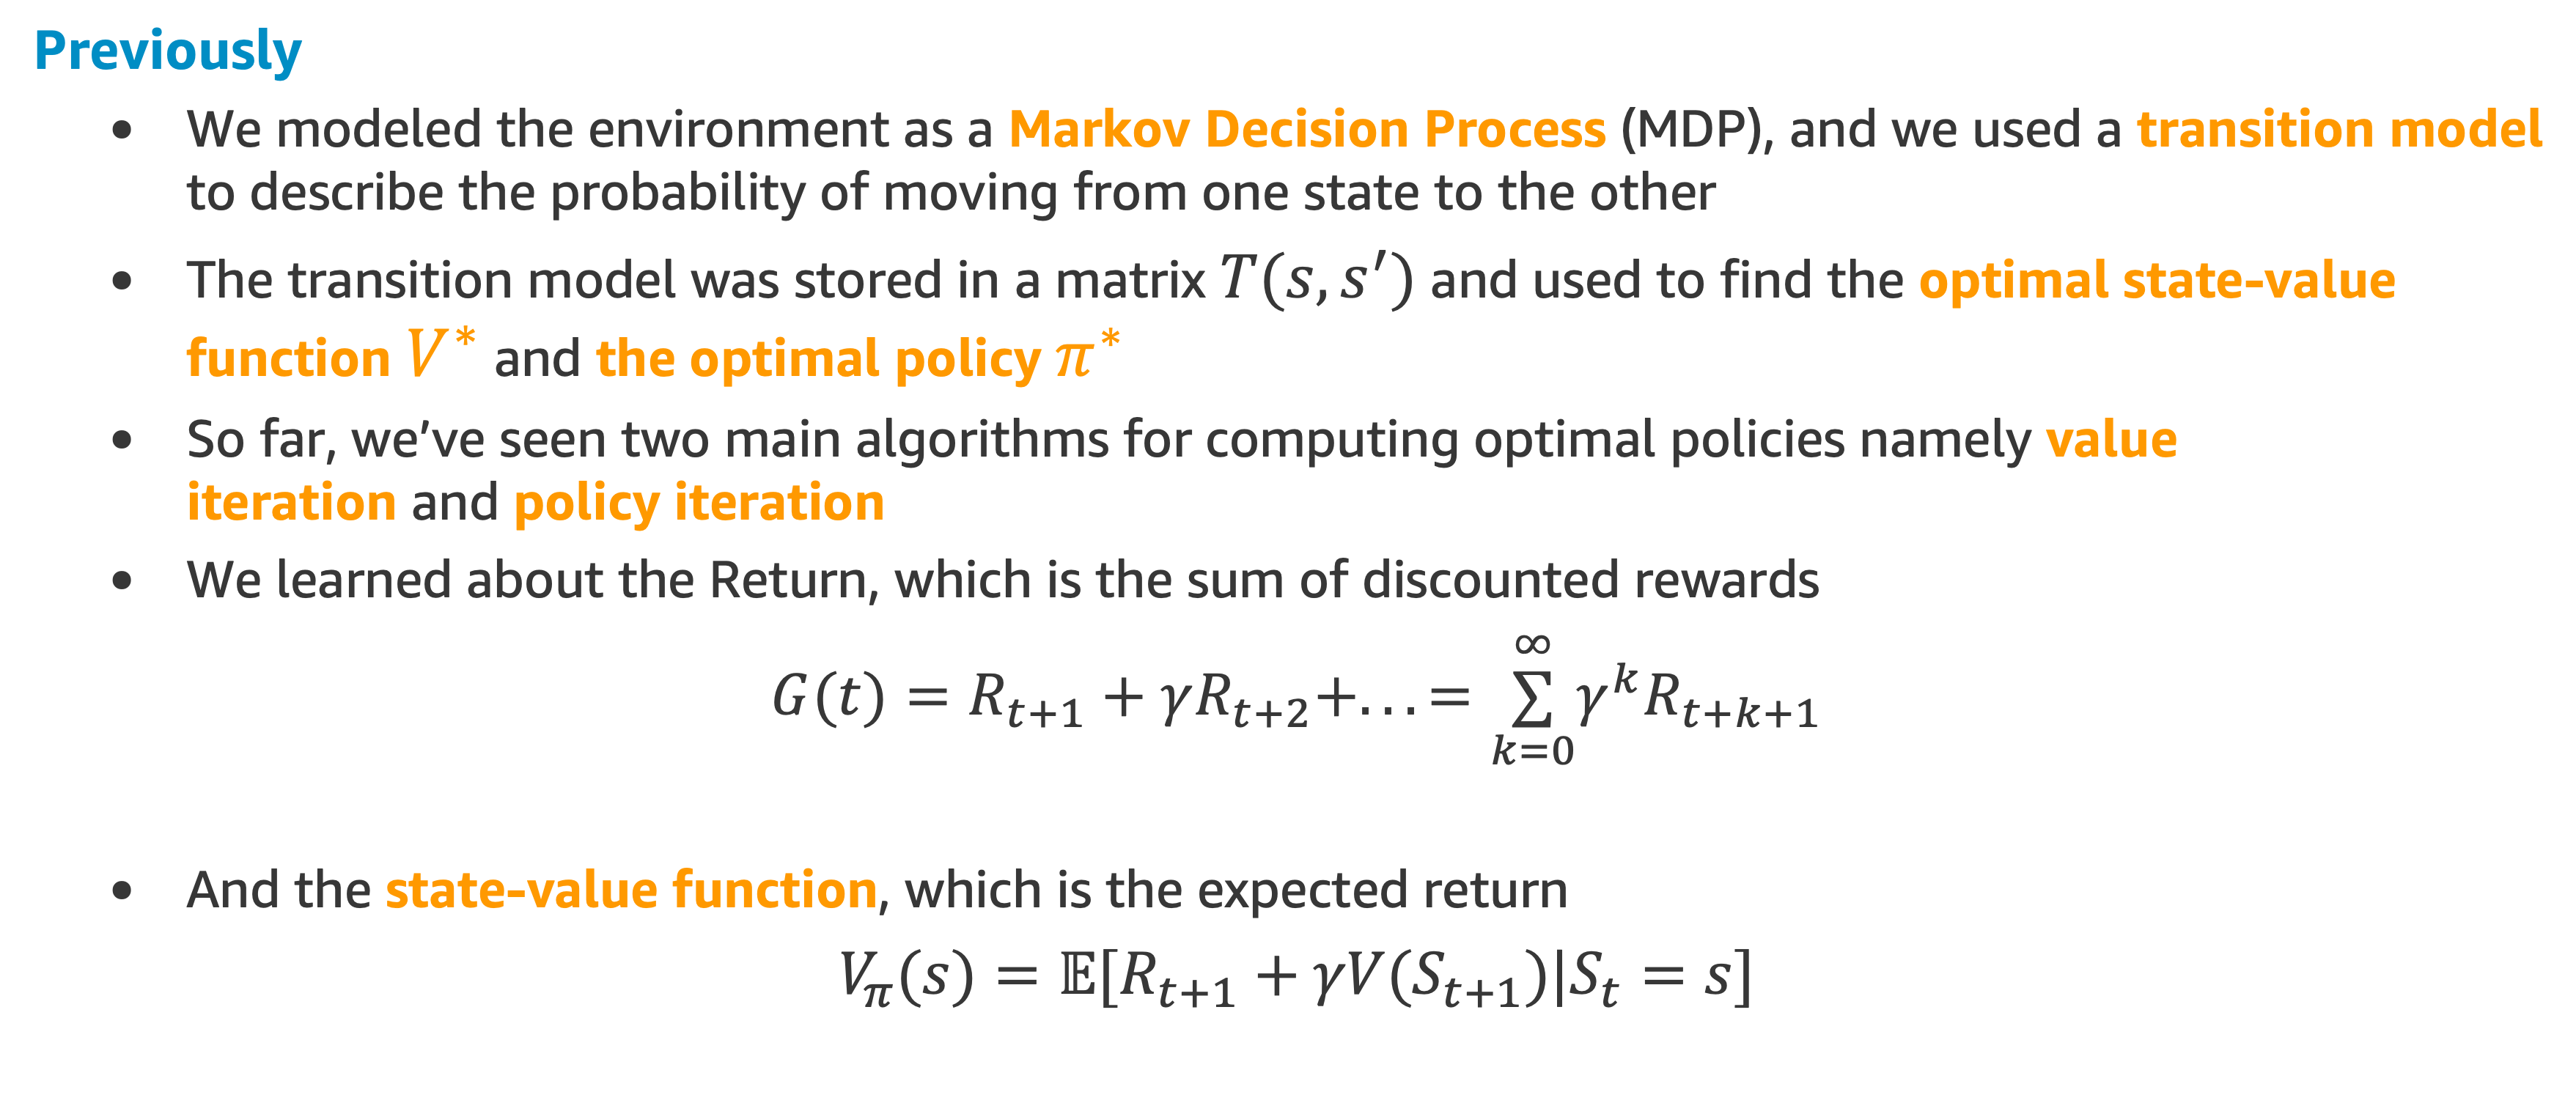 Previously
• We modeled the environment as a Markov Decision Process (MDP), and we used a transition model
to describe the probability of moving from one state to the other
• The transition model was stored in a matrix T(s, s′) and used to find the optimal state-value
function V* and the optimal policy π*
• So far, we’ve seen two main algorithms for computing optimal policies namely value
iteration and policy iteration
• We learned about the Return, which is the sum of discounted rewards
G(t) = R_{t+1} + γR_{t+2}+...= ∑_{k=0}^{∞} γ^k R_{t+k+1}
• And the state-value function, which is the expected return
V_π(s) = 𝔼[R_{t+1} + γV(S_{t+1})|S_t = s]